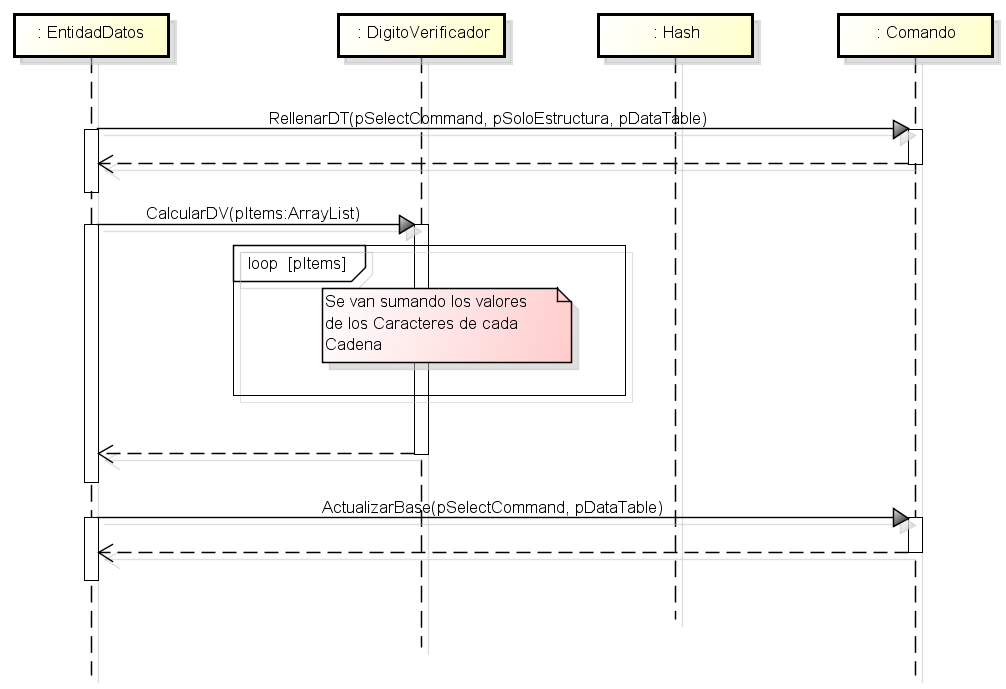 : EntidadDatos
: DigitoVerificador
: Hash
: Comando
RellenarDT(pSelectCommand, pSoloEstructura, pDataTable)
CalcularDV(pItems:ArrayList)
loop [pItems]
Se van sumando los valores
de los Caracteres de cada
Cadena
ActualizarBase(pSelectCommand, pDataTable)